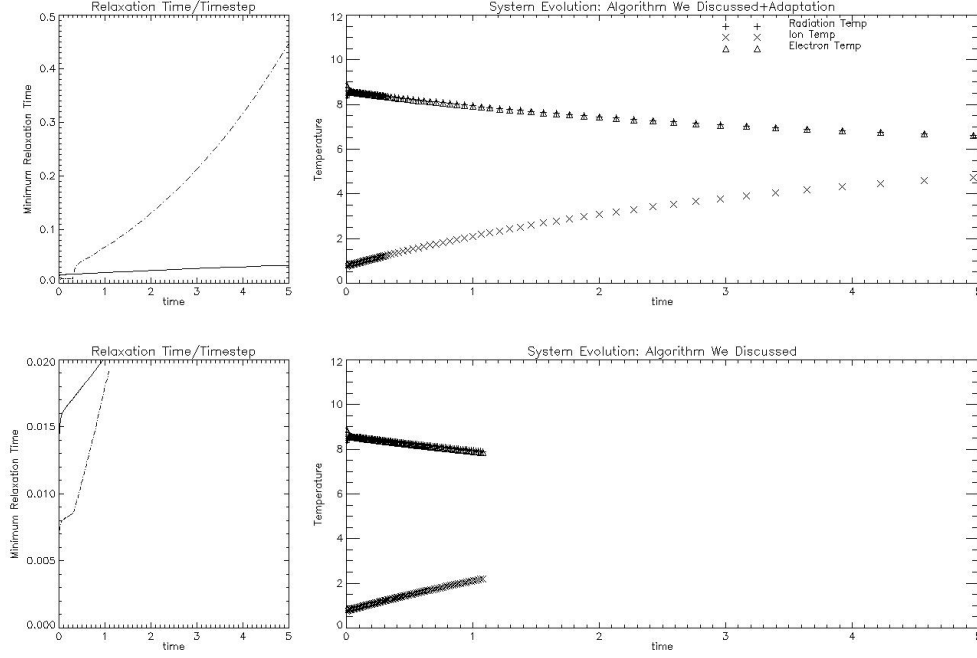 Relaxation Time/Timestep
System Evolution: Algorithm We Discussed+Adaptation
0.5
0.4
0.3
0.2
0.1
0.0
Minimum Relaxation Time
0 1 2 3 4 5
time
12
10
8
6
4
2
0
Temperature
Radiation Temp
Ion Temp
Electron Temp
0 1 2 3 4 5
time
Relaxation Time/Timestep
System Evolution: Algorithm We Discussed
0.020
0.015
0.010
0.005
0.000
Minimum Relaxation Time
0 1 2 3 4 5
time
12
10
8
6
4
2
0
Temperature
0 1 2 3 4 5
time